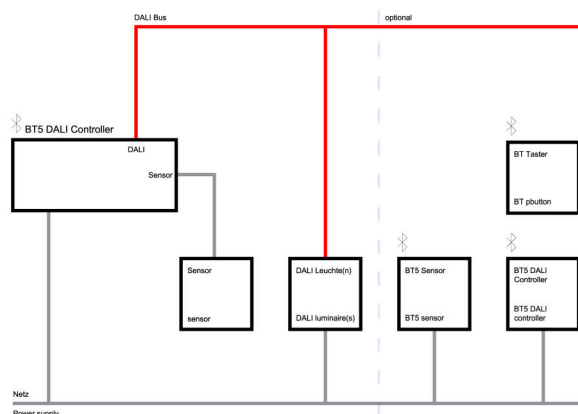 DALI Bus
optional
BT5 DALI Controller
DALI
Sensor
BT Taster
BT pbutton
Sensor
sensor
DALI Leuchte(n)
DALI luminaire(s)
BT5 Sensor
BT5 sensor
BT5 DALI
Controller
BT5 DALI
controller
Netz
Power supply